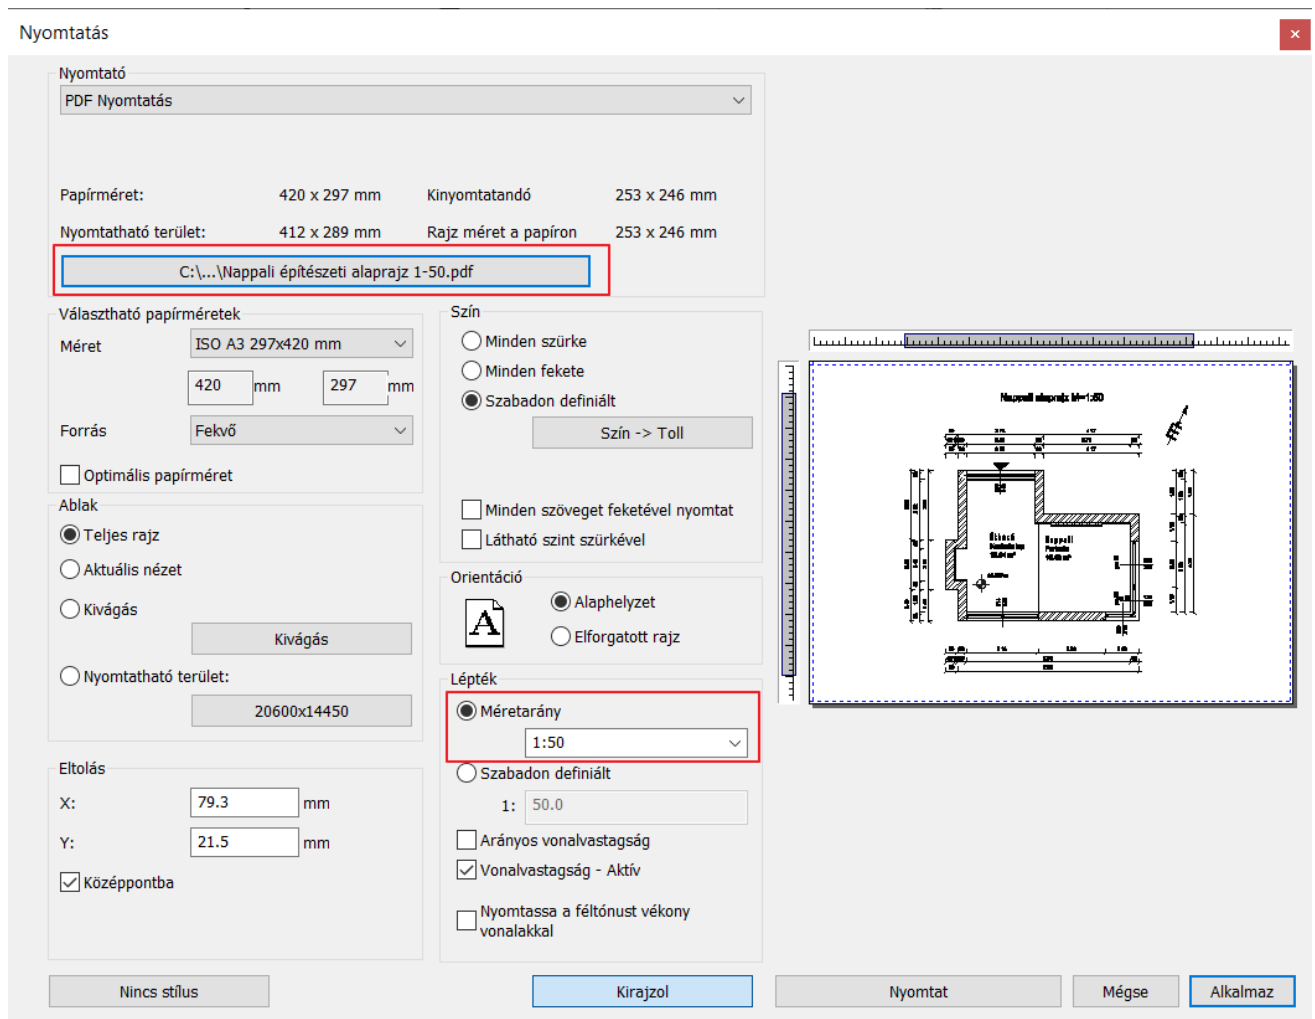 Nyomtatás
Nyomtató
PDF Nyomtatás
Papírméret: 420 x 297 mm Kinyomtatandó 253 x 246 mm
Nyomtatható terület: 412 x 289 mm Rajz méret a papíron 253 x 246 mm
C:\...\Nappali építészeti alaprajz 1-50.pdf
Választható papírméretek
Méret ISO A3 297x420 mm
420 mm 297 mm
Forrás Fekvő
Optimális papírméret
Ablak
Teljes rajz
Aktuális nézet
Kivágás
Kivágás
Nyomtatható terület:
20600x14450
Eltolás
X: 79.3 mm
Y: 21.5 mm
Középpontba
Szín
Minden szürke
Minden fekete
Szabadon definiált
Szín -> Toll
Minden szöveget feketével nyomtat
Látható szint szürkével
Orientáció
A
Alaphelyzet
Elforgatott rajz
Lépték
Méretarány
1:50
Szabadon definiált
1: 50.0
Arányos vonalvastagság
Vonalvastagság - Aktív
Nyomtassa a féltónust vékony
vonalakkal
Nappali alaprajz M=1:50
Nappali
Nincs stílus Kirajzol Nyomtat Mégse Alkalmaz